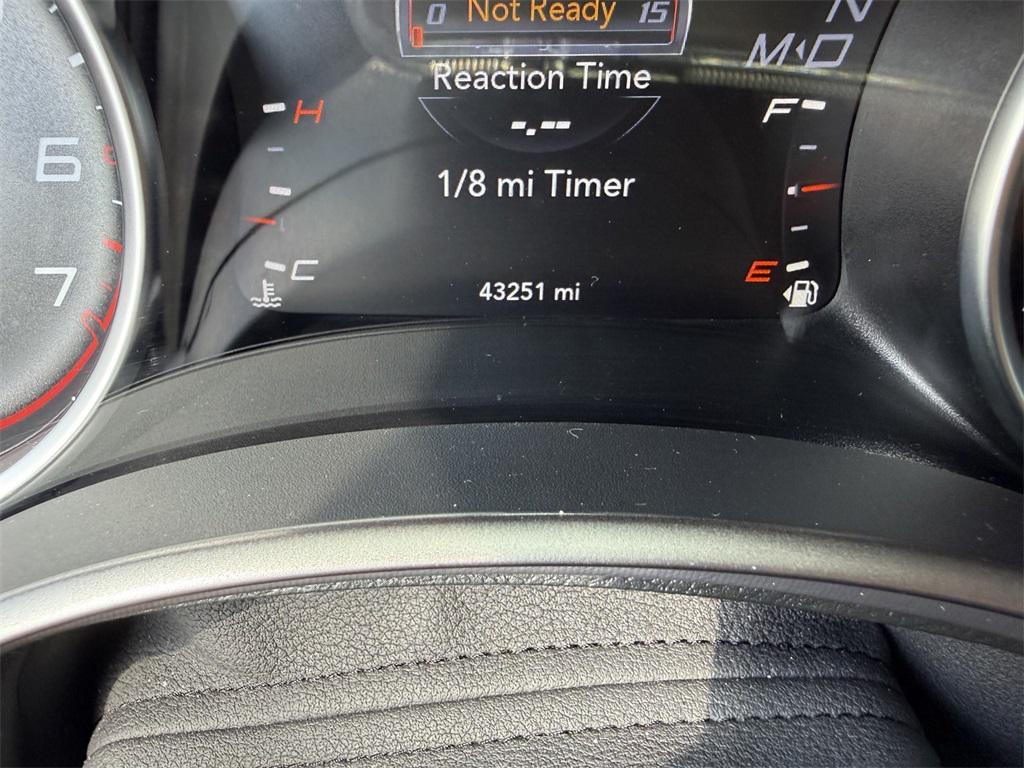 0 Not Ready 15
N
M D
Reaction Time
-.--
H
F
6
1/8 mi Timer
7
C
E
43251 mi